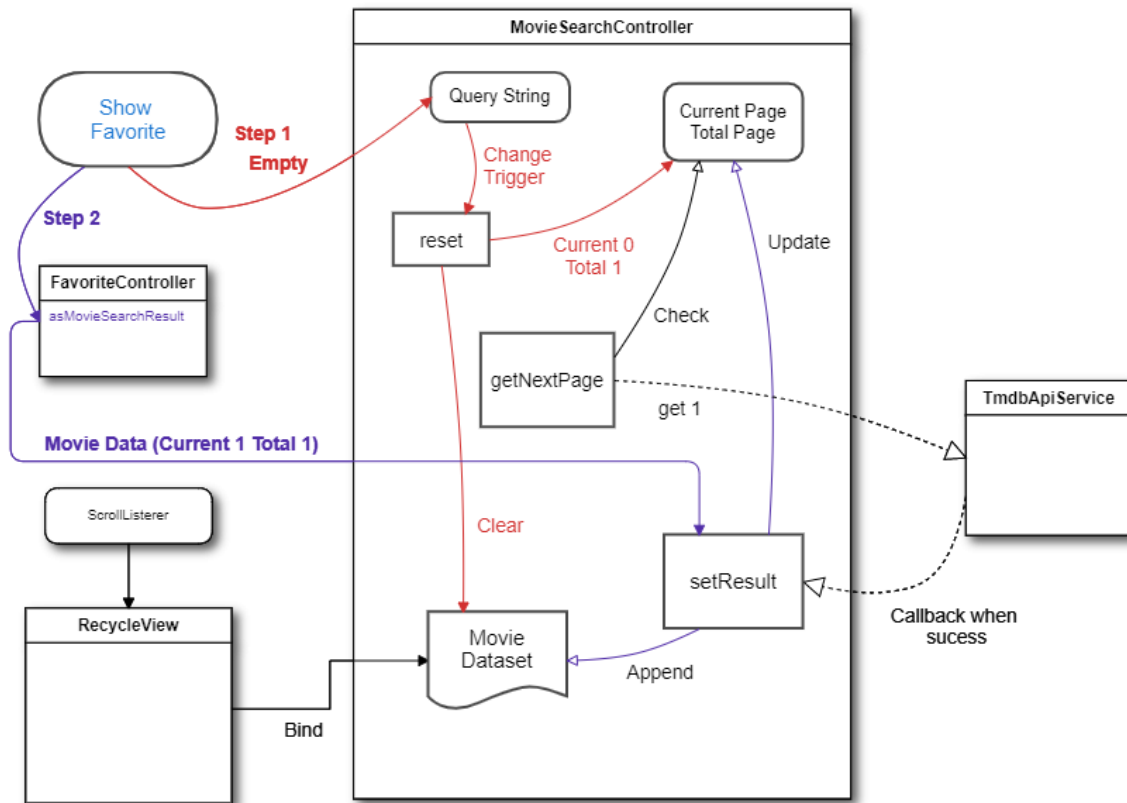 MovieSearchController
Show
Favorite
Step 1
Empty
Query String
Current Page
Total Page
Change
Trigger
Step 2
reset
Current 0
Total 1
Update
FavoriteController
asMovieSearchResult
Check
getNextPage
get 1
TmdbApiService
Movie Data (Current 1 Total 1)
ScrollListerer
Clear
setResult
Callback when
sucess
RecycleView
Movie
Dataset
Append
Bind